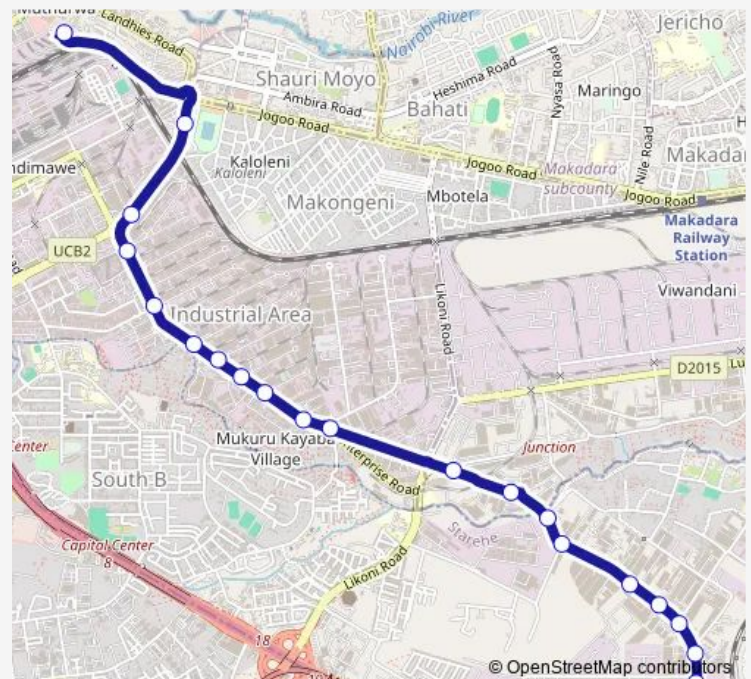 Muthurwa
Landhies Road
Nairobi-River
Jericho
Shauri Moyo
Heshima Road
Nyasa Road
Maringo
Ambira Road
Bahati
Jogoo Road
Nile Road
Kaloleni
Kaloleni
Jogoo Road
Makadara
subcounty
Makadar
ndimawe
Mbotela
Makongeni
Jogoo Road
Makadara
Railway
Station
UCB2
Viwandani
Industrial Area
Likoni Road
D2015
Lu
Mukuru Kayaba
Village
Enterprise Road
Junction
Center
South B
Starehe
Capital Center
8
Likoni Road
18
© OpenStreetMap contributors